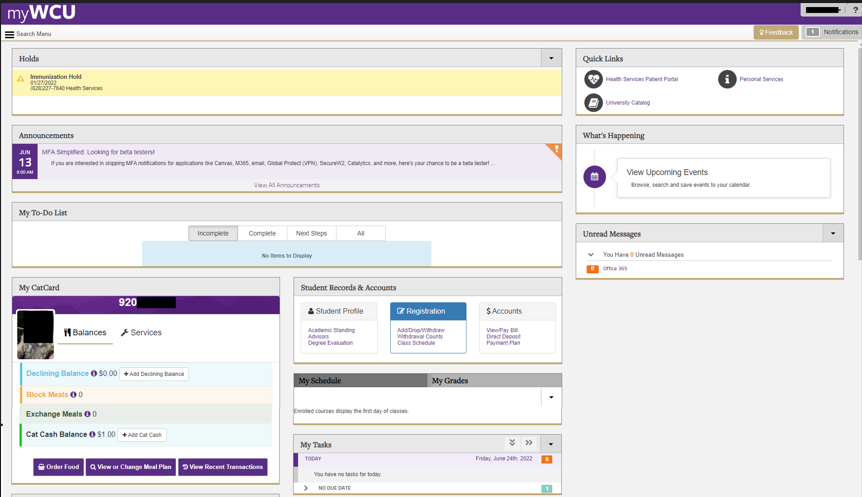 myWCU
?
Search Menu
Feedback
1 Notifications
Holds
Immunization Hold
01/27/2022
(828)227-7640 Health Services
Quick Links
Health Services Patient Portal
Personal Services
University Catalog
Announcements
JUN
13
8:00 AM
MFA Simplified: Looking for beta testers!
If you are interested in skipping MFA notifications for applications like Canvas, M365, email, Global Protect (VPN), SecureW2, Catalytics, and more, here's your chance to be a beta tester! ...
View All Announcements
What's Happening
View Upcoming Events
Browse, search and save events to your calendar.
My To-Do List
Incomplete
Complete
Next Steps
All
No Items to Display
Unread Messages
You Have 0 Unread Messages
0 Office 365
My CatCard
920
Balances
Services
Declining Balance $0.00
Add Declining Balance
Block Meals 0
Exchange Meals 0
Cat Cash Balance $1.00
Add Cat Cash
Order Food
View or Change Meal Plan
View Recent Transactions
Student Records & Accounts
Student Profile
Academic Standing
Advisors
Degree Evaluation
Registration
Add/Drop/Withdraw
Withdrawal Counts
Class Schedule
$ Accounts
View/Pay Bill
Direct Deposit
Payment Plan
My Schedule
My Grades
Enrolled courses display the first day of classes.
My Tasks
TODAY
Friday, June 24th, 2022
0
You have no tasks for today.
NO DUE DATE
1